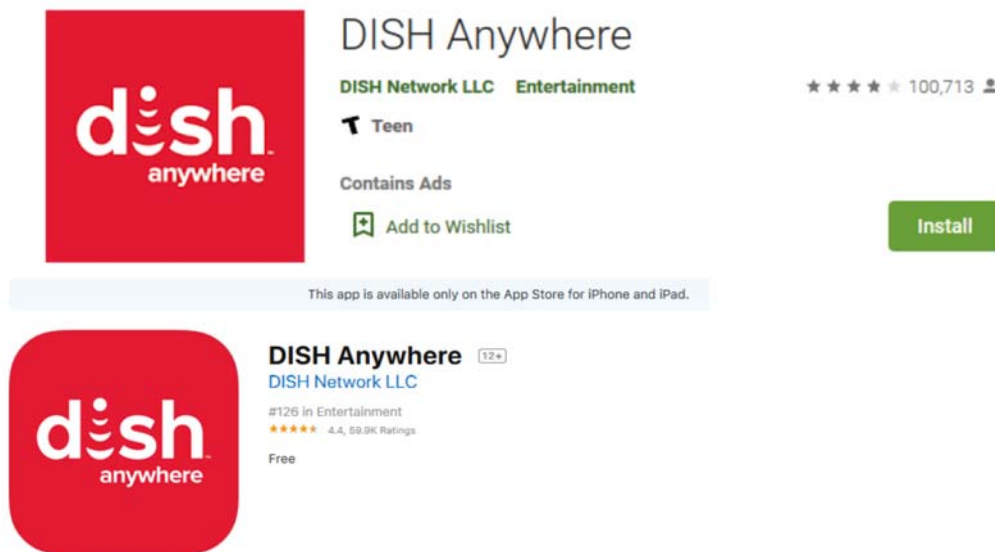 dish
anywhere
DISH Anywhere
DISH Network LLC Entertainment
100,713
T Teen
Contains Ads
Add to Wishlist
Install
This app is available only on the App Store for iPhone and iPad.
dish
anywhere
DISH Anywhere 12+
DISH Network LLC
#126 in Entertainment
4.4, 59.9K Ratings
Free